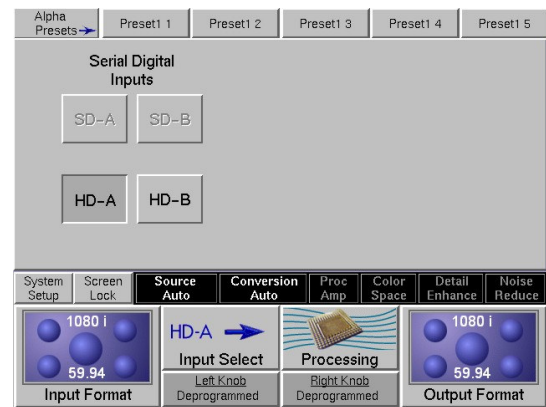 Alpha Presets
Preset1 1
Preset1 2
Preset1 3
Preset1 4
Preset1 5
Serial Digital
Inputs
SD-A
SD-B
HD-A
HD-B
System Setup
Screen Lock
Source Auto
Conversion Auto
Proc Amp
Color Space
Detail Enhance
Noise Reduce
1080 i
59.94
Input Format
HD-A
Input Select
Left Knob
Deprogrammed
Processing
Right Knob
Deprogrammed
1080 i
59.94
Output Format